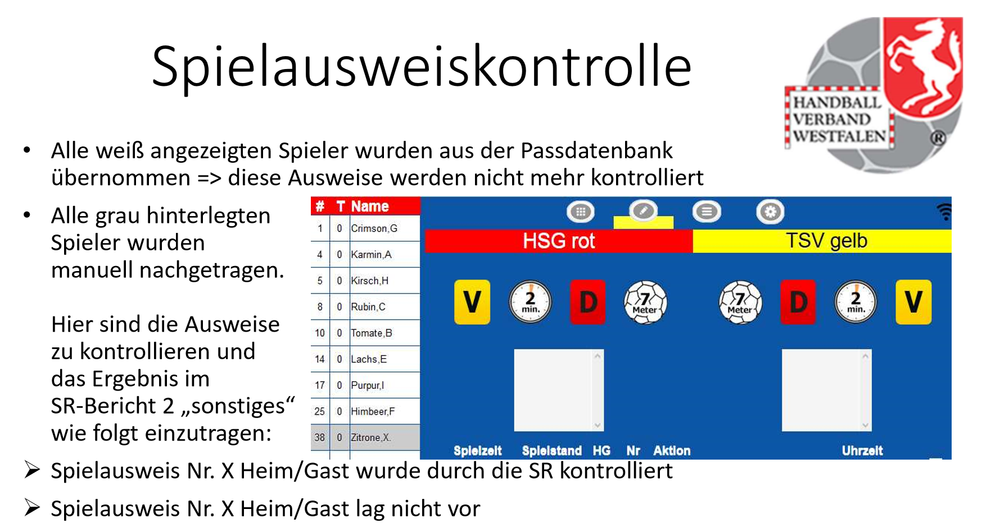 Spielausweiskontrolle
HANDBALL
VERBAND
WESTFALEN
®
• Alle weiß angezeigten Spieler wurden aus der Passdatenbank
übernommen => diese Ausweise werden nicht mehr kontrolliert
• Alle grau hinterlegten
Spieler wurden
manuell nachgetragen.
Hier sind die Ausweise
zu kontrollieren und
das Ergebnis im
SR-Bericht 2 „sonstiges“
wie folgt einzutragen:
# T Name
1 0 Crimson,G
4 0 Karmin,A
5 0 Kirsch,H
8 0 Rubin,C
10 0 Tomate,B
14 0 Lachs,E
17 0 Purpur,I
25 0 Himbeer,F
38 0 Zitrone,X.
HSG rot TSV gelb
V 2 min. D 7 Meter 7 Meter D 2 min. V
Spielzeit Spielstand HG Nr Aktion Uhrzeit
➢ Spielausweis Nr. X Heim/Gast wurde durch die SR kontrolliert
➢ Spielausweis Nr. X Heim/Gast lag nicht vor